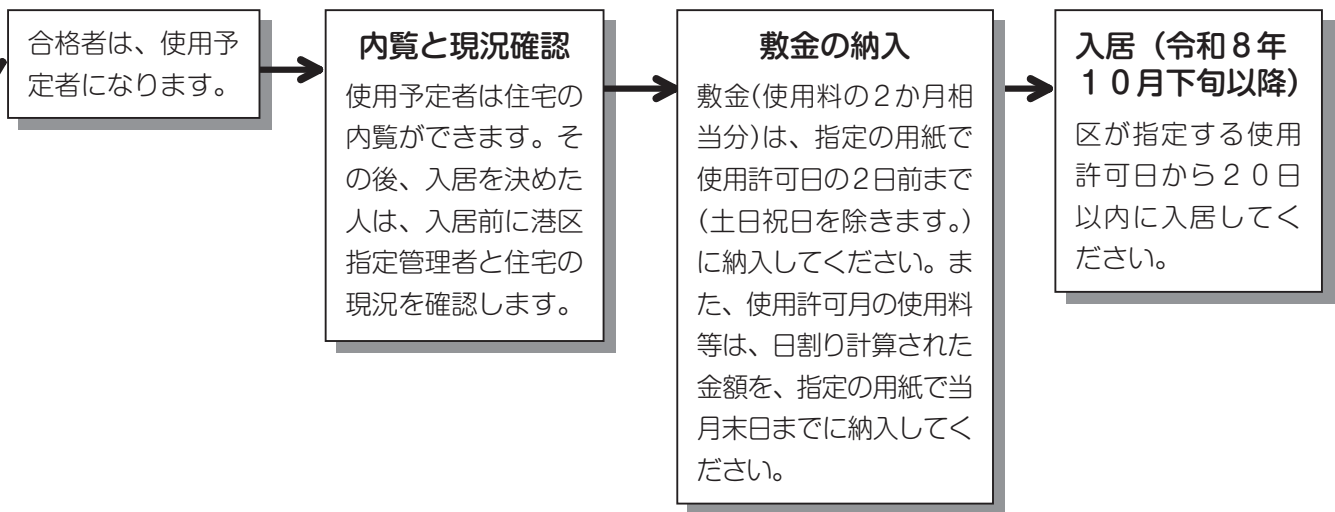 合格者は、使用予
定者になります。
内覧と現況確認
使用予定者は住宅の
内覧ができます。そ
の後、入居を決めた
人は、入居前に港区
指定管理者と住宅の
現況を確認します。
敷金の納入
敷金(使用料の2か月相
当分)は、指定の用紙で
使用許可日の2日前まで
(土日祝日を除きます。)
に納入してください。ま
た、使用許可月の使用料
等は、日割り計算された
金額を、指定の用紙で当
月末日までに納入してく
ださい。
入居（令和８年
１０月下旬以降）
区が指定する使用
許可日から２０日
以内に入居してく
ださい。